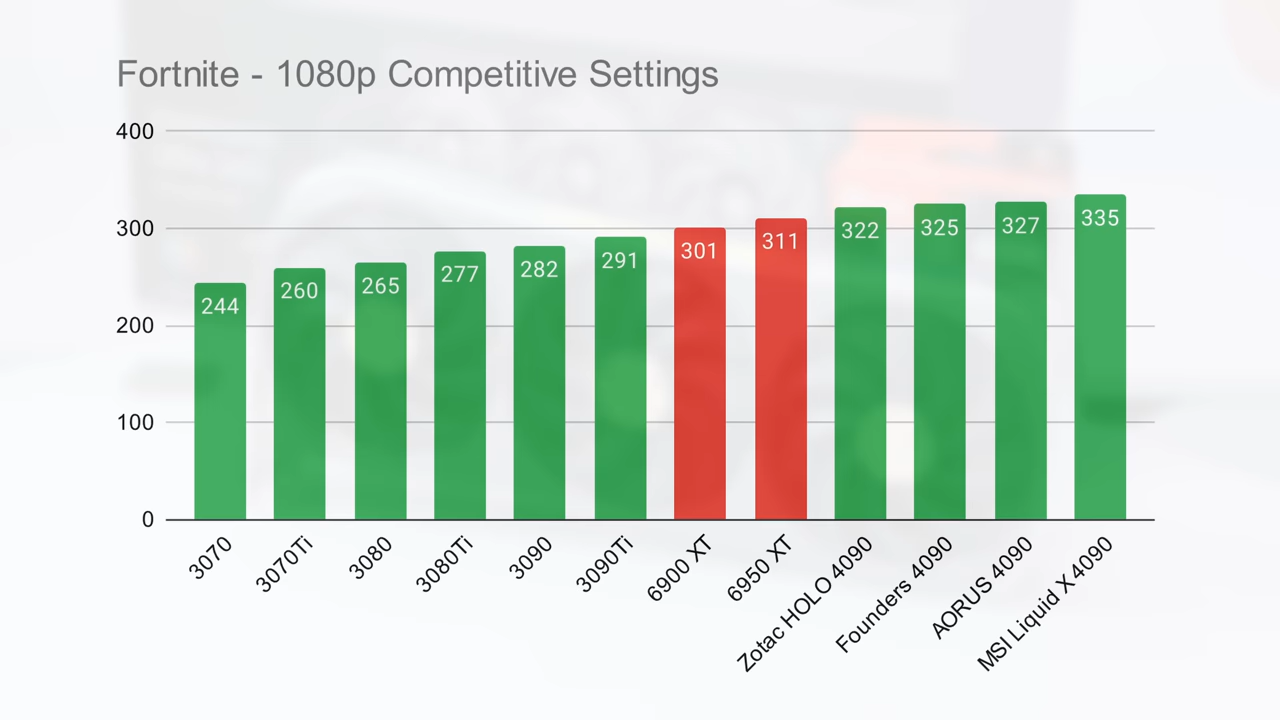 Fortnite - 1080p Competitive Settings
400
300
200
100
0
244
260
265
277
282
291
301
311
322
325
327
335
3070
3070Ti
3080
3080Ti
3090
3090Ti
6900 XT
6950 XT
Zotac HOLO 4090
Founders 4090
AORUS 4090
MSI Liquid X 4090